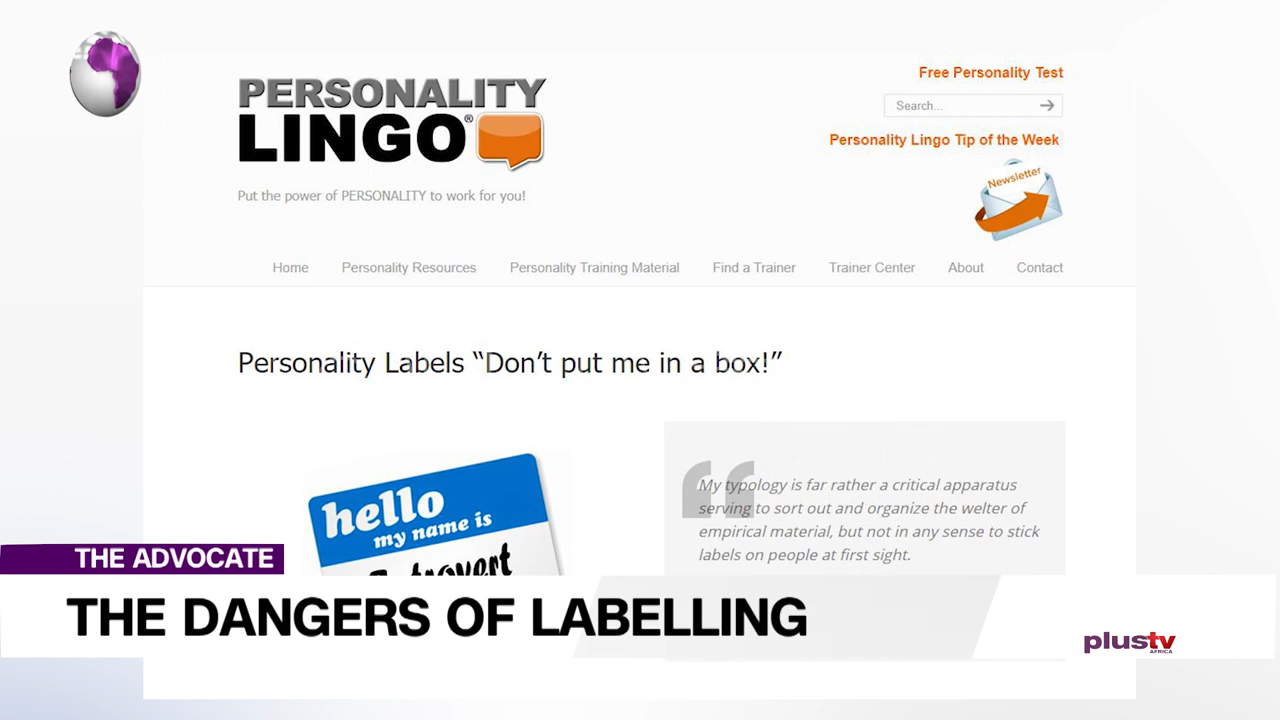 PERSONALITY
LINGO®
Put the power of PERSONALITY to work for you!
Free Personality Test
Search...
Personality Lingo Tip of the Week
Newsletter
Home Personality Resources Personality Training Material Find a Trainer Trainer Center About Contact
Personality Labels “Don’t put me in a box!”
hello
my name is
“
My typology is far rather a critical apparatus
serving to sort out and organize the welter of
empirical material, but not in any sense to stick
labels on people at first sight.
THE ADVOCATE
THE DANGERS OF LABELLING
plustv
AFRICA